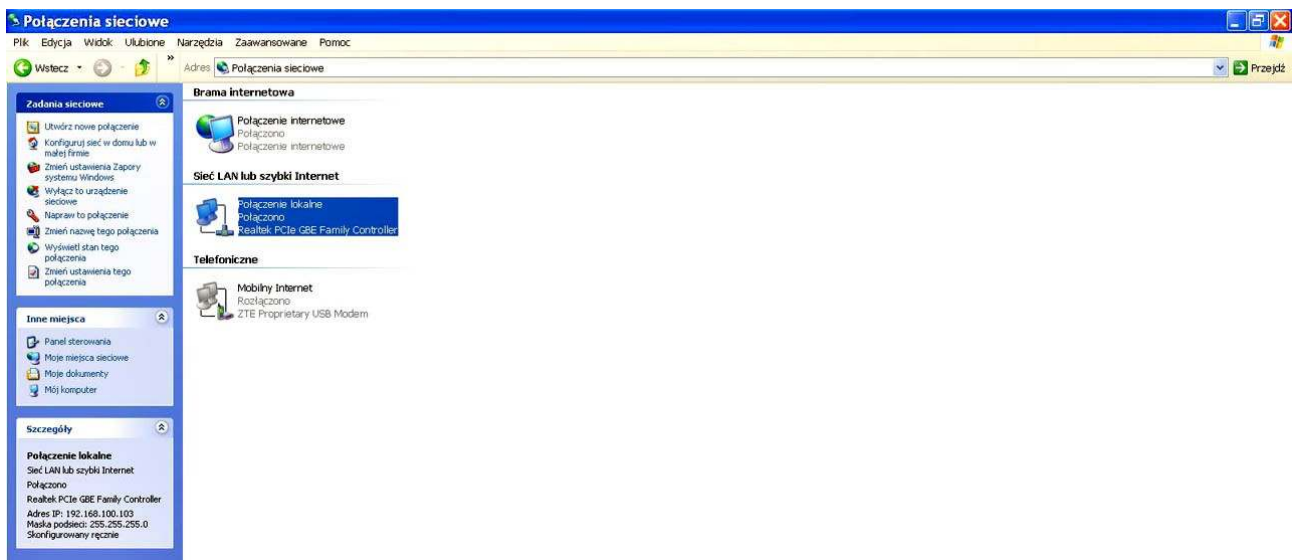 Połączenia sieciowe
Plik Edycja Widok Ulubione Narzędzia Zaawansowane Pomoc
Wstecz » Adres Połączenia sieciowe Przejdź
Zadania sieciowe
Utwórz nowe połączenie
Konfiguruj sieć w domu lub w
małej firmie
Zmień ustawienia Zapory
systemu Windows
Wyłącz to urządzenie
sieciowe
Napraw to połączenie
Zmień nazwę tego połączenia
Wyświetl stan tego
połączenia
Zmień ustawienia tego
połączenia
Inne miejsca
Panel sterowania
Moje miejsca sieciowe
Moje dokumenty
Mój komputer
Szczegóły
Połączenie lokalne
Sieć LAN lub szybki Internet
Połączono
Realtek PCIe GBE Family Controller
Adres IP: 192.168.100.103
Maska podsieci: 255.255.255.0
Skonfigurowany ręcznie
Brama internetowa
Połączenie internetowe
Połączono
Połączenie internetowe
Sieć LAN lub szybki Internet
Połączenie lokalne
Połączono
Realtek PCIe GBE Family Controller
Telefoniczne
Mobilny Internet
Rozłączono
ZTE Proprietary USB Modem